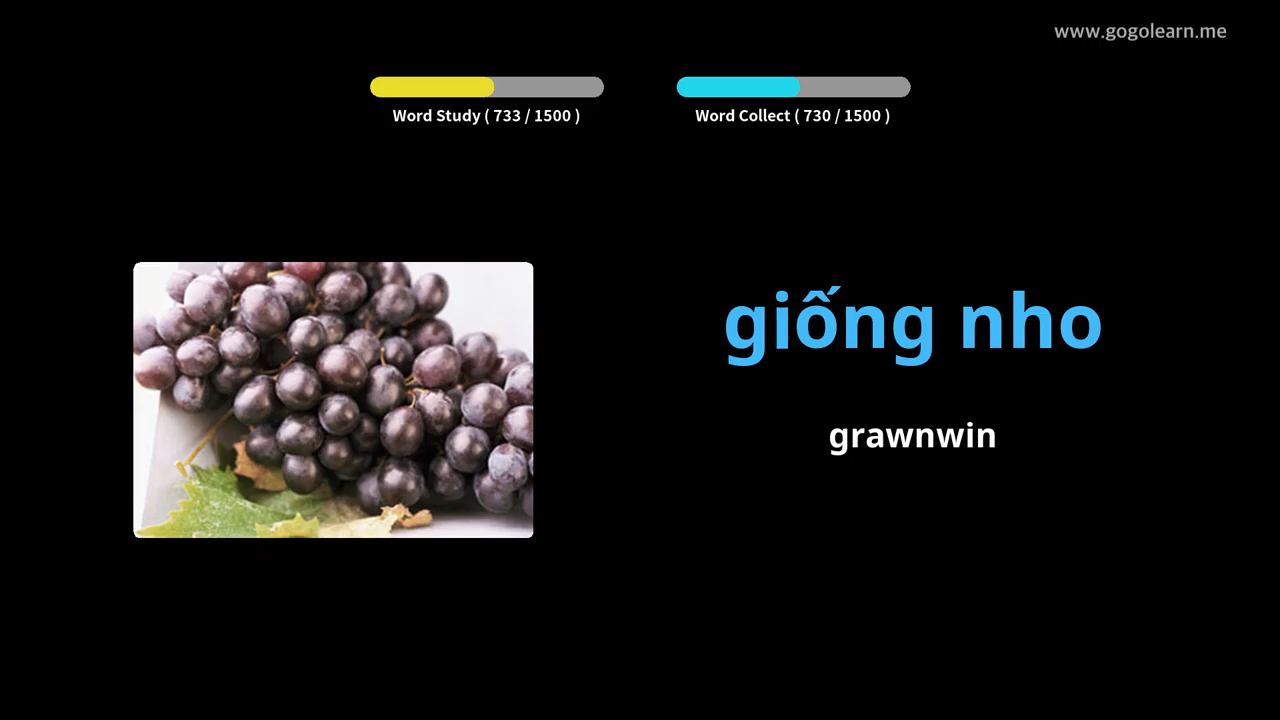 www.gogolearn.me
Word Study ( 733 / 1500 )
Word Collect ( 730 / 1500 )
giống nho
grawnwin